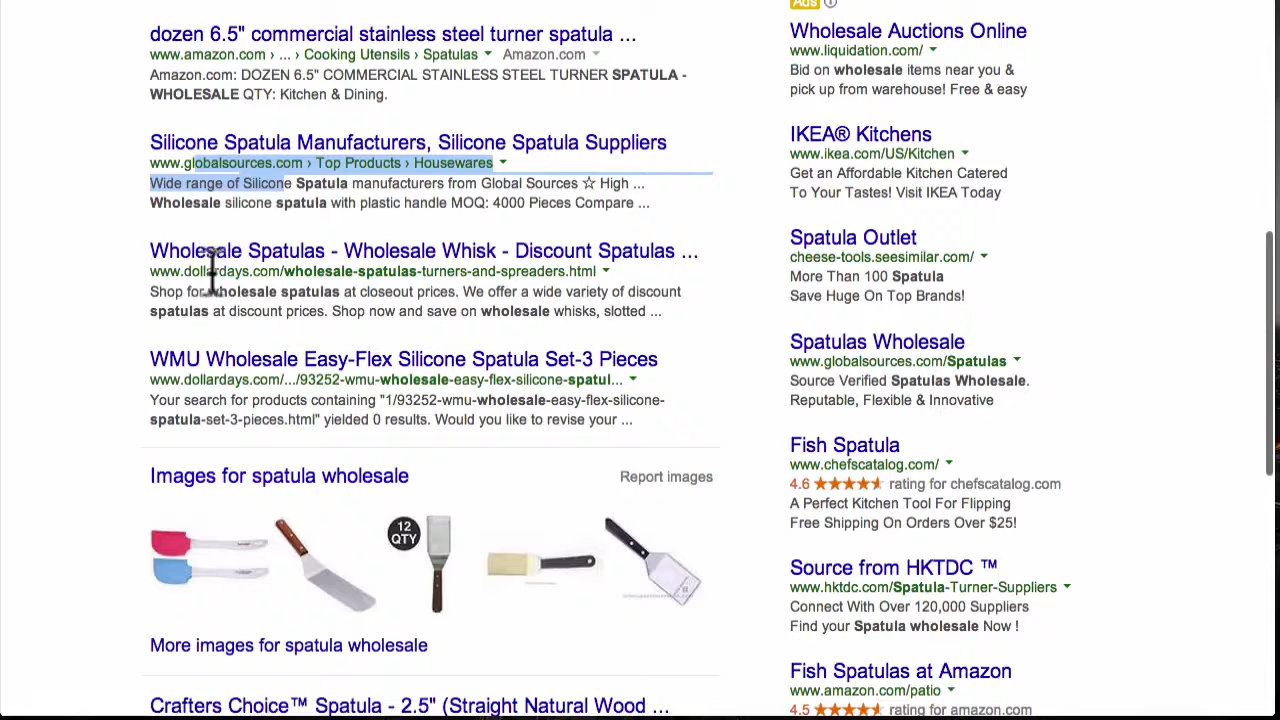 dozen 6.5" commercial stainless steel turner spatula ...
www.amazon.com › ... › Cooking Utensils › Spatulas Amazon.com
Amazon.com: DOZEN 6.5" COMMERCIAL STAINLESS STEEL TURNER SPATULA -
WHOLESALE QTY: Kitchen & Dining.
Silicone Spatula Manufacturers, Silicone Spatula Suppliers
www.globalsources.com › Top Products › Housewares
Wide range of Silicone Spatula manufacturers from Global Sources ☆ High ...
Wholesale silicone spatula with plastic handle MOQ: 4000 Pieces Compare ...
Wholesale Spatulas - Wholesale Whisk - Discount Spatulas ...
www.dollardays.com/wholesale-spatulas-turners-and-spreaders.html
Shop for wholesale spatulas at closeout prices. We offer a wide variety of discount
spatulas at discount prices. Shop now and save on wholesale whisks, slotted ...
WMU Wholesale Easy-Flex Silicone Spatula Set-3 Pieces
www.dollardays.com/.../93252-wmu-wholesale-easy-flex-silicone-spatul...
Your search for products containing "1/93252-wmu-wholesale-easy-flex-silicone-
spatula-set-3-pieces.html" yielded 0 results. Would you like to revise your ...
Images for spatula wholesale
Report images
12
QTY
More images for spatula wholesale
Crafters Choice™ Spatula - 2.5" (Straight Natural Wood ...
Ads
Wholesale Auctions Online
www.liquidation.com/
Bid on wholesale items near you &
pick up from warehouse! Free & easy
IKEA® Kitchens
www.ikea.com/US/Kitchen
Get an Affordable Kitchen Catered
To Your Tastes! Visit IKEA Today
Spatula Outlet
cheese-tools.seesimilar.com/
More Than 100 Spatula
Save Huge On Top Brands!
Spatulas Wholesale
www.globalsources.com/Spatulas
Source Verified Spatulas Wholesale.
Reputable, Flexible & Innovative
Fish Spatula
www.chefscatalog.com/
4.6 ★★★★★ rating for chefscatalog.com
A Perfect Kitchen Tool For Flipping
Free Shipping On Orders Over $25!
Source from HKTDC ™
www.hktdc.com/Spatula-Turner-Suppliers
Connect With Over 120,000 Suppliers
Find your Spatula wholesale Now !
Fish Spatulas at Amazon
www.amazon.com/patio
4.5 ★★★★★ rating for amazon.com